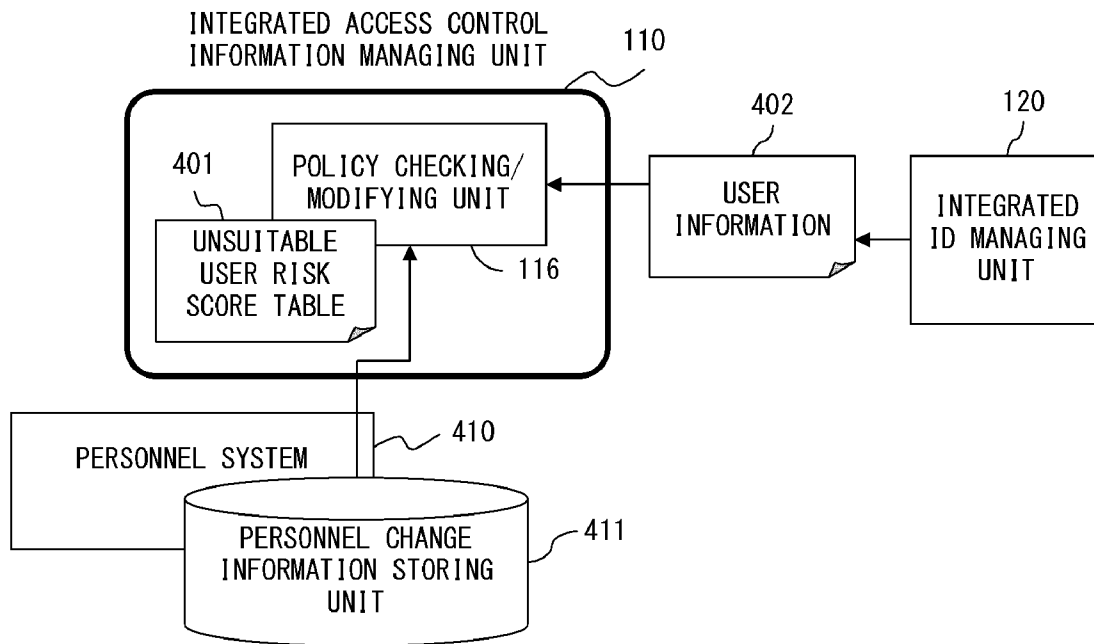 INTEGRATED ACCESS CONTROL
INFORMATION MANAGING UNIT
110
402
120
401
POLICY CHECKING/
MODIFYING UNIT
USER
INFORMATION
INTEGRATED
ID MANAGING
UNIT
UNSUITABLE
USER RISK
SCORE TABLE
116
410
PERSONNEL SYSTEM
PERSONNEL CHANGE
INFORMATION STORING
UNIT
411